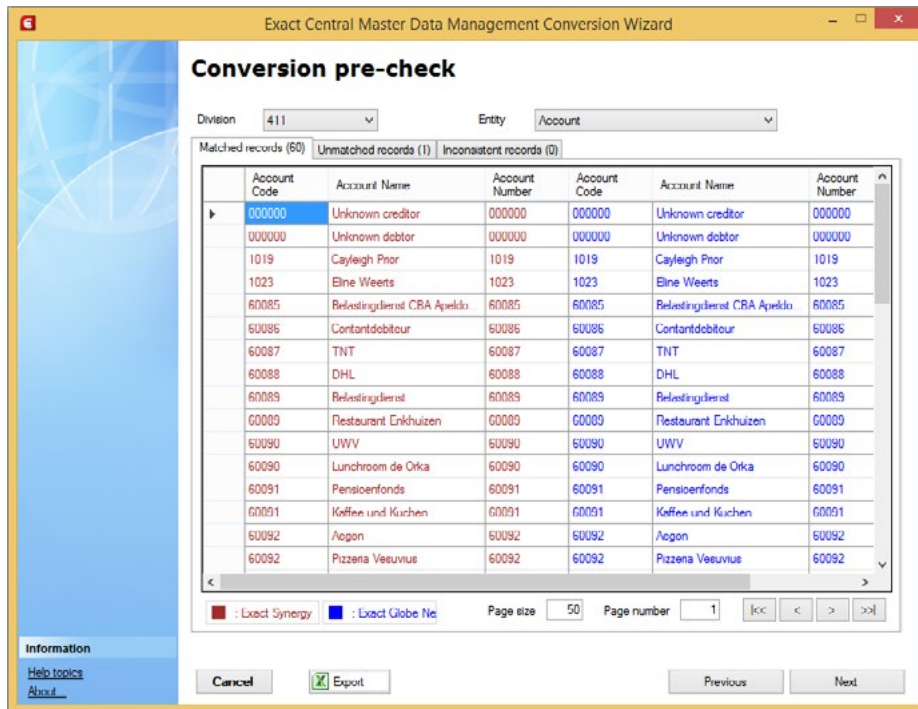 Exact Central Master Data Management Conversion Wizard
Conversion pre-check
Division 411 Entity Account
Matched records (60) Unmatched records (1) Inconsistent records (0)
Account Code Account Name Account Number Account Code Account Name Account Number
000000 Unknown creditor 000000 000000 Unknown creditor 000000
000000 Unknown debtor 000000 000000 Unknown debtor 000000
1019 Cayleigh Prior 1019 1019 Cayleigh Prior 1019
1023 Eline Weerts 1023 1023 Eline Weerts 1023
60085 Belastingdienst CBA Apeldo... 60085 60085 Belastingdienst CBA Apeldo... 60085
60086 Contantdebiteur 60086 60086 Contantdebiteur 60086
60087 TNT 60087 60087 TNT 60087
60088 DHL 60088 60088 DHL 60088
60089 Belastingdienst 60089 60089 Belastingdienst 60089
60089 Restaurant Enkhuizen 60089 60089 Restaurant Enkhuizen 60089
60090 UWV 60090 60090 UWV 60090
60090 Lunchroom de Orka 60090 60090 Lunchroom de Orka 60090
60091 Pensioenfonds 60091 60091 Pensioenfonds 60091
60091 Kaffee und Kuchen 60091 60091 Kaffee und Kuchen 60091
60092 Aegon 60092 60092 Aegon 60092
60092 Pizzeria Vesuvius 60092 60092 Pizzeria Vesuvius 60092
: Exact Synergy : Exact Globe Ne Page size 50 Page number 1 |<< < > >>|
Information
Help topics
About...
Cancel Export Previous Next